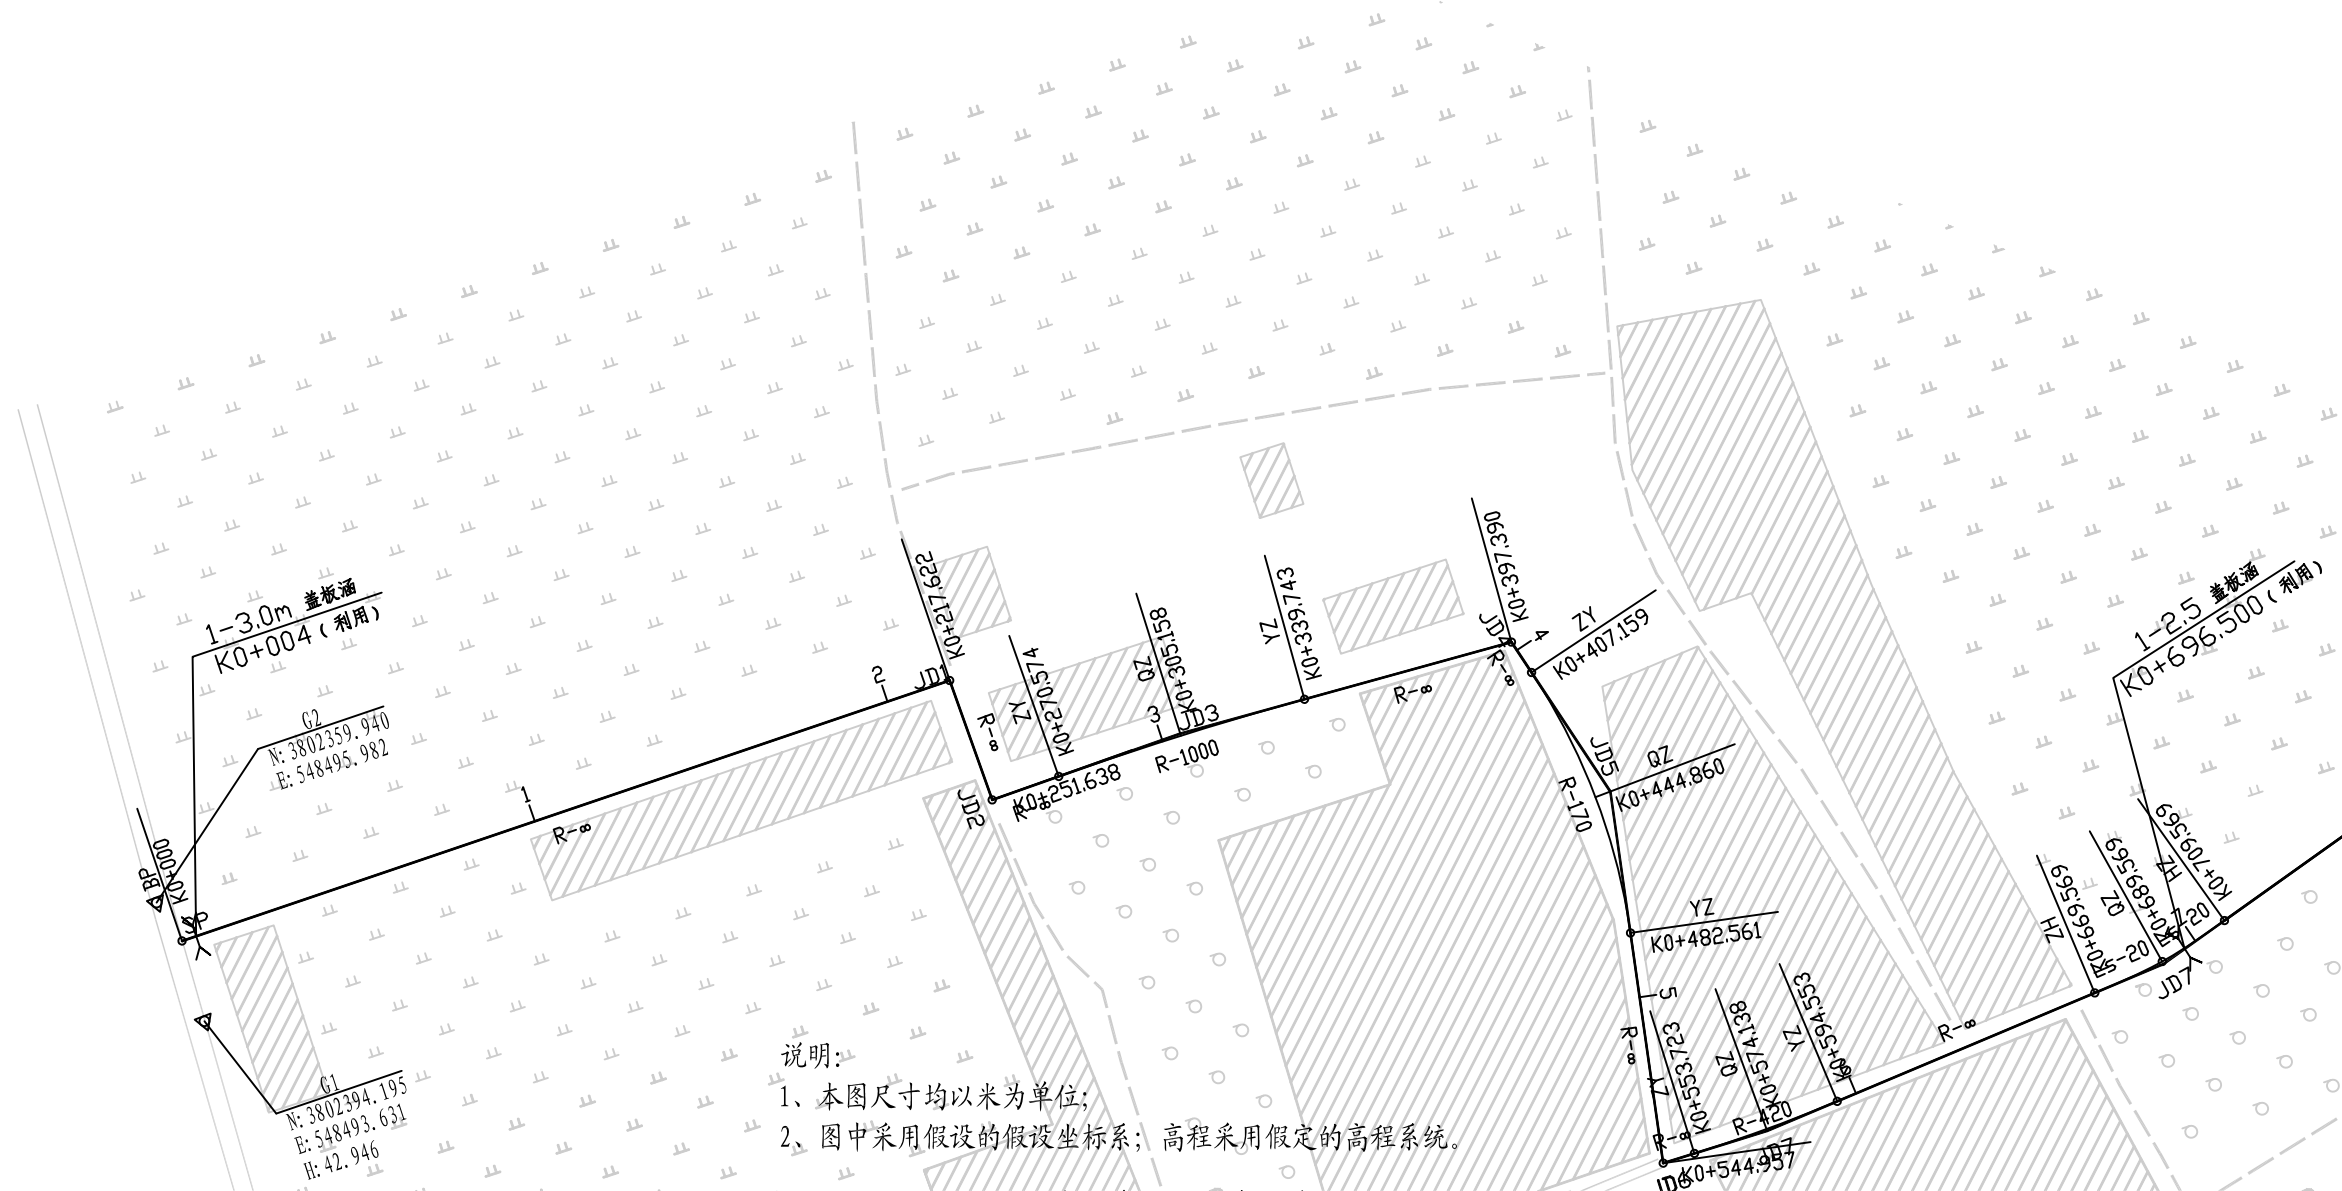 1-3.0m 盖板涵
K0+004(利用)
G2
N: 3802359.940
E: 548495.982
BP
K0+000
1
R-∞
2
JD1
K0+217.622
R-∞
JD2
K0+251.638
R-∞
ZY
K0+270.574
3
QZ
K0+305.158
JD3
R-1000
YZ
K0+339.743
R-∞
JD4
K0+397.390
4
R-∞
ZY
K0+407.159
JD5
QZ
K0+444.860
R-170
YZ
K0+482.561
5
R-∞
JD6
K0+544.957
R-∞
ZY
K0+553.723
QZ
K0+574.138
R-420
JD7
YZ
K0+594.553
R-∞
ZH
K0+669.569
Ls-20
QZ
K0+689.569
JD7
Ls-20
HZ
K0+709.569
1-2.5 盖板涵
K0+696.500(利用)
G1
N: 3802394.195
E: 548493.631
H: 42.946
说明:
1、本图尺寸均以米为单位;
2、图中采用假设的假设坐标系; 高程采用假定的高程系统。